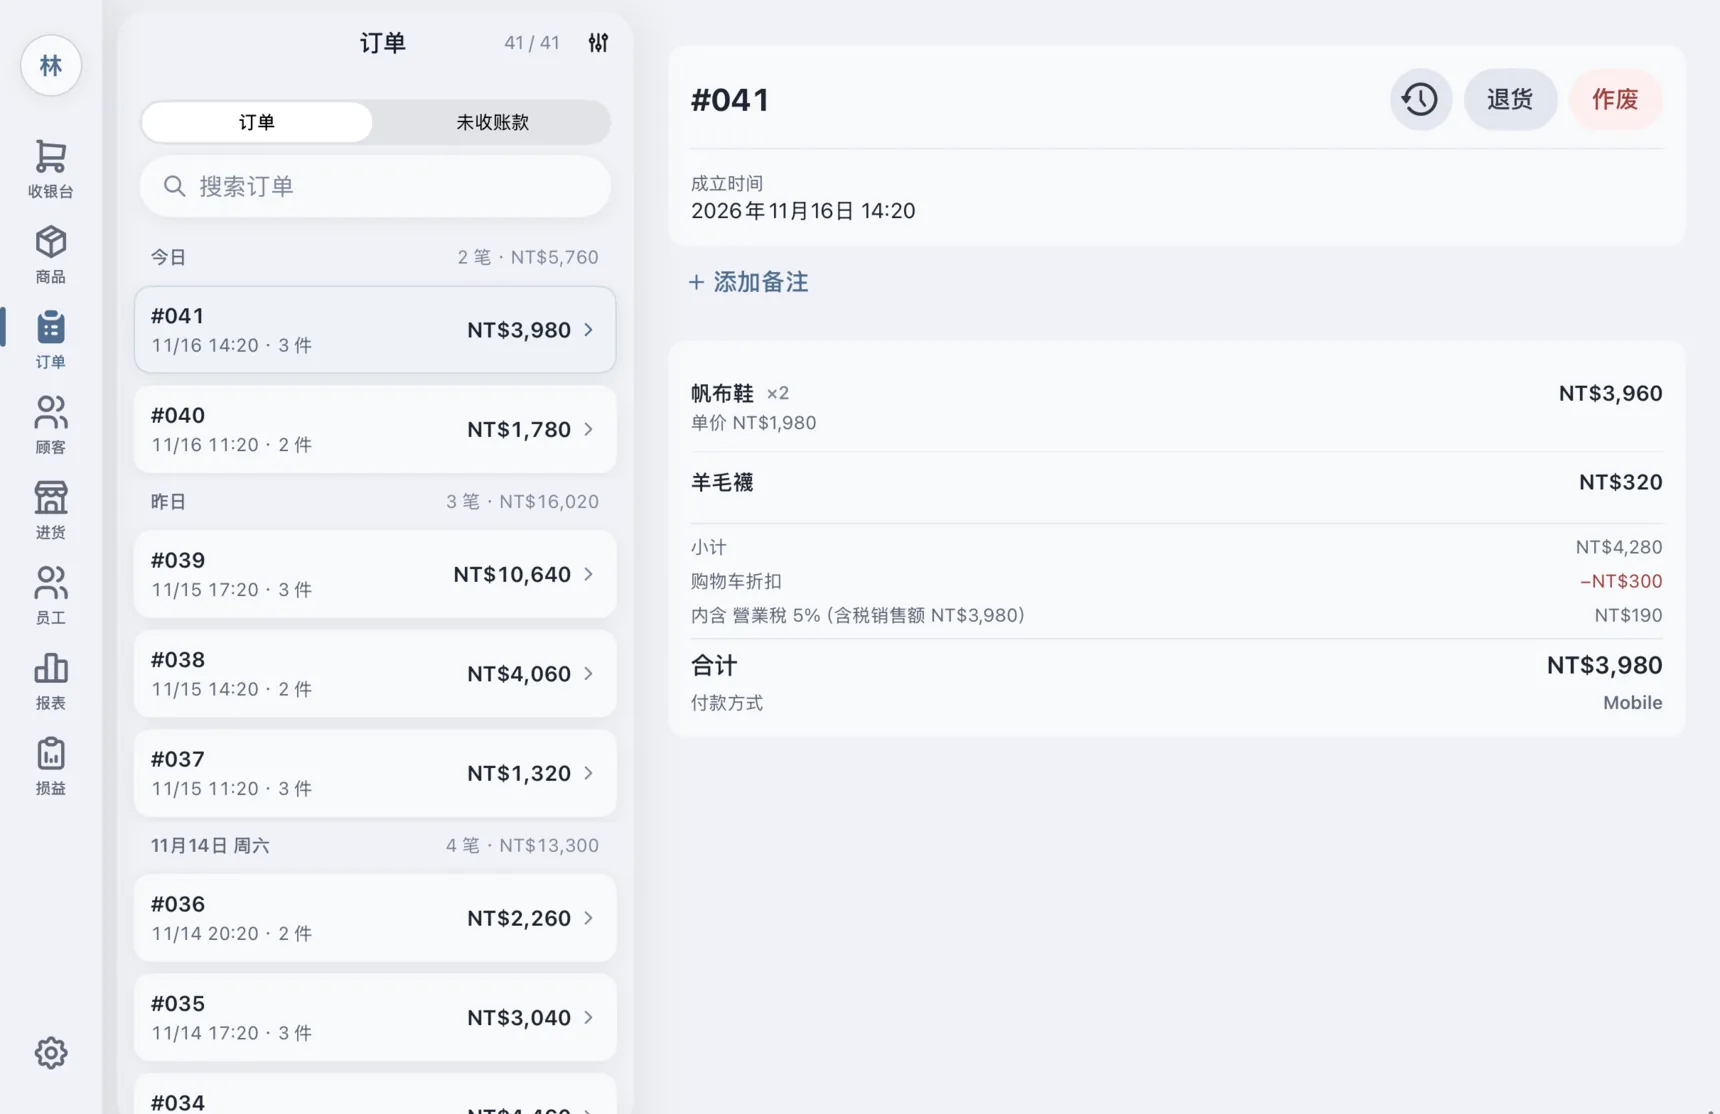 林
收银台
商品
订单
顾客
进货
员工
报表
损益
订单
41 / 41
订单
未收账款
搜索订单
今日
2 笔 · NT$5,760
#041
NT$3,980
11/16 14:20 · 3 件
#040
NT$1,780
11/16 11:20 · 2 件
昨日
3 笔 · NT$16,020
#039
NT$10,640
11/15 17:20 · 3 件
#038
NT$4,060
11/15 14:20 · 2 件
#037
NT$1,320
11/15 11:20 · 3 件
11月14日 周六
4 笔 · NT$13,300
#036
NT$2,260
11/14 20:20 · 2 件
#035
NT$3,040
11/14 17:20 · 3 件
#034
#041
退货
作废
成立时间
2026年11月16日 14:20
+ 添加备注
帆布鞋 ×2
NT$3,960
单价 NT$1,980
羊毛襪
NT$320
小计
NT$4,280
购物车折扣
−NT$300
内含 營業稅 5% (含税销售额 NT$3,980)
NT$190
合计
NT$3,980
付款方式
Mobile